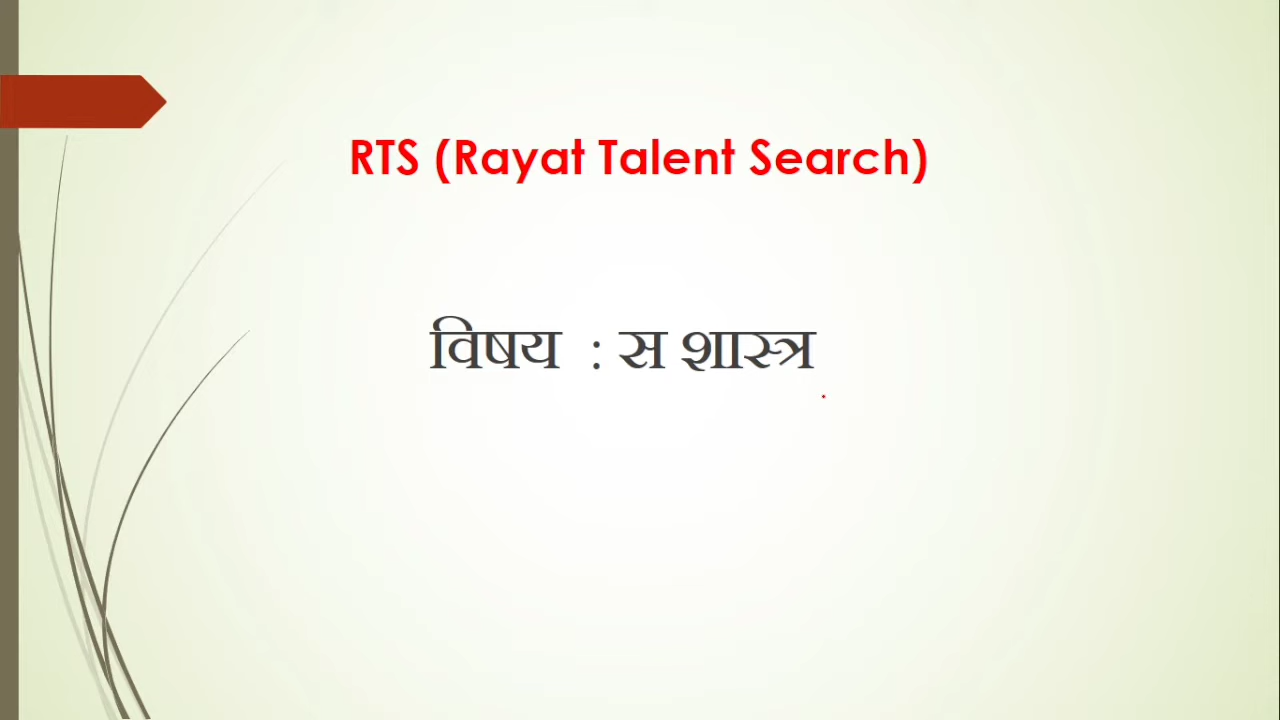 RTS (Rayat Talent Search)
विषय : स शास्त्र